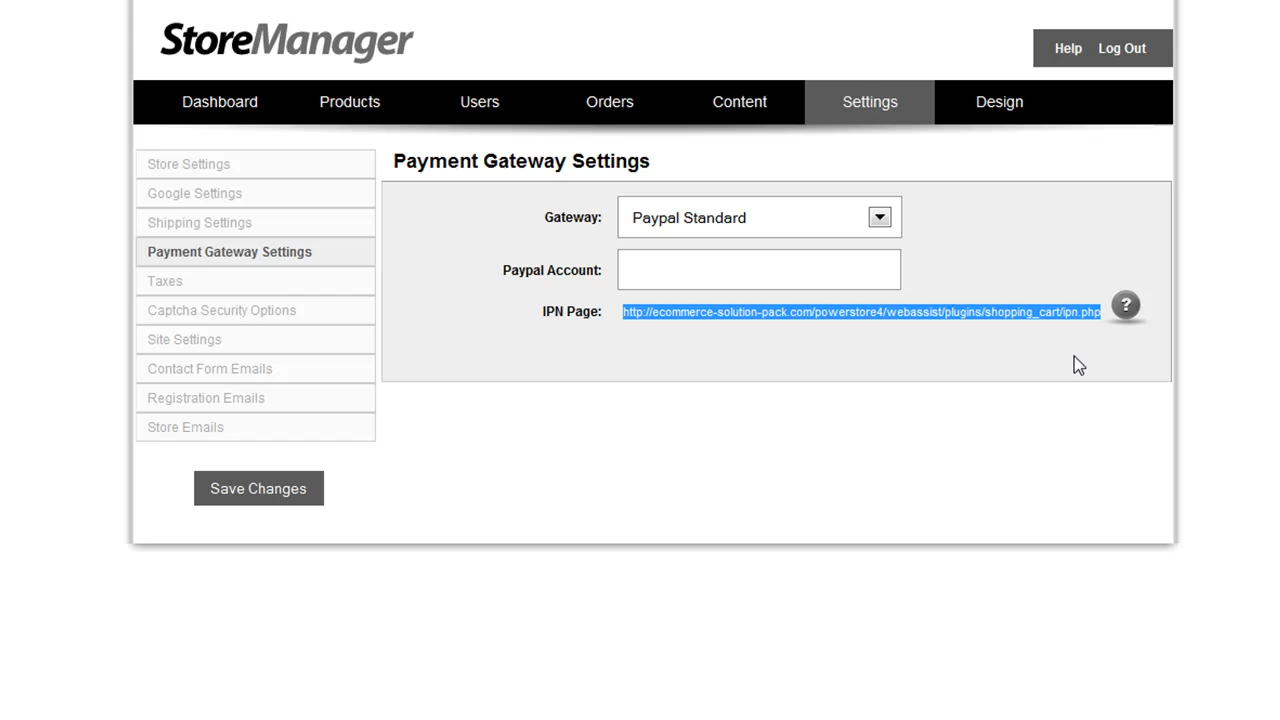 StoreManager
Help Log Out
Dashboard Products Users Orders Content Settings Design
Store Settings
Google Settings
Shipping Settings
Payment Gateway Settings
Taxes
Captcha Security Options
Site Settings
Contact Form Emails
Registration Emails
Store Emails
Save Changes
Payment Gateway Settings
Gateway: Paypal Standard
Paypal Account:
IPN Page: http://ecommerce-solution-pack.com/powerstore4/webassist/plugins/shopping_cart/ipn.php ?